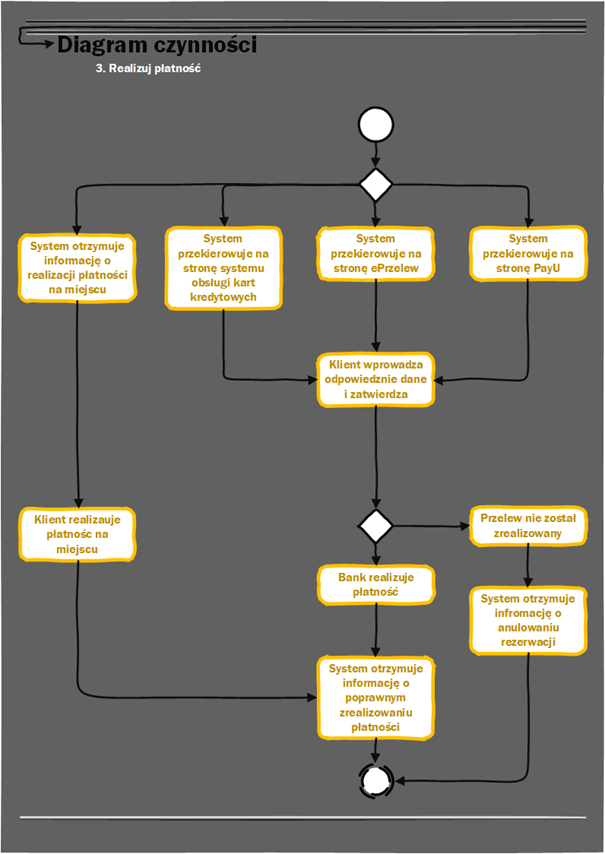 Diagram czynności
3. Realizuj płatność
System otrzymuje
informację o
realizacji płatności
na miejscu
System
przekierowuje na
stronę systemu
obsługi kart
kredytowych
System
przekierowuje na
stronę ePrzelew
System
przekierowuje na
stronę PayU
Klient wprowadza
odpowiedznie dane
i zatwierdza
Klient realizauje
płatnośc na
miejscu
Przelew nie został
zrealizowany
Bank realizuje
płatność
System otrzymuje
infromację o
anulowaniu
rezerwacji
System otrzymuje
informację o
poprawnym
zrealizowaniu
płatności